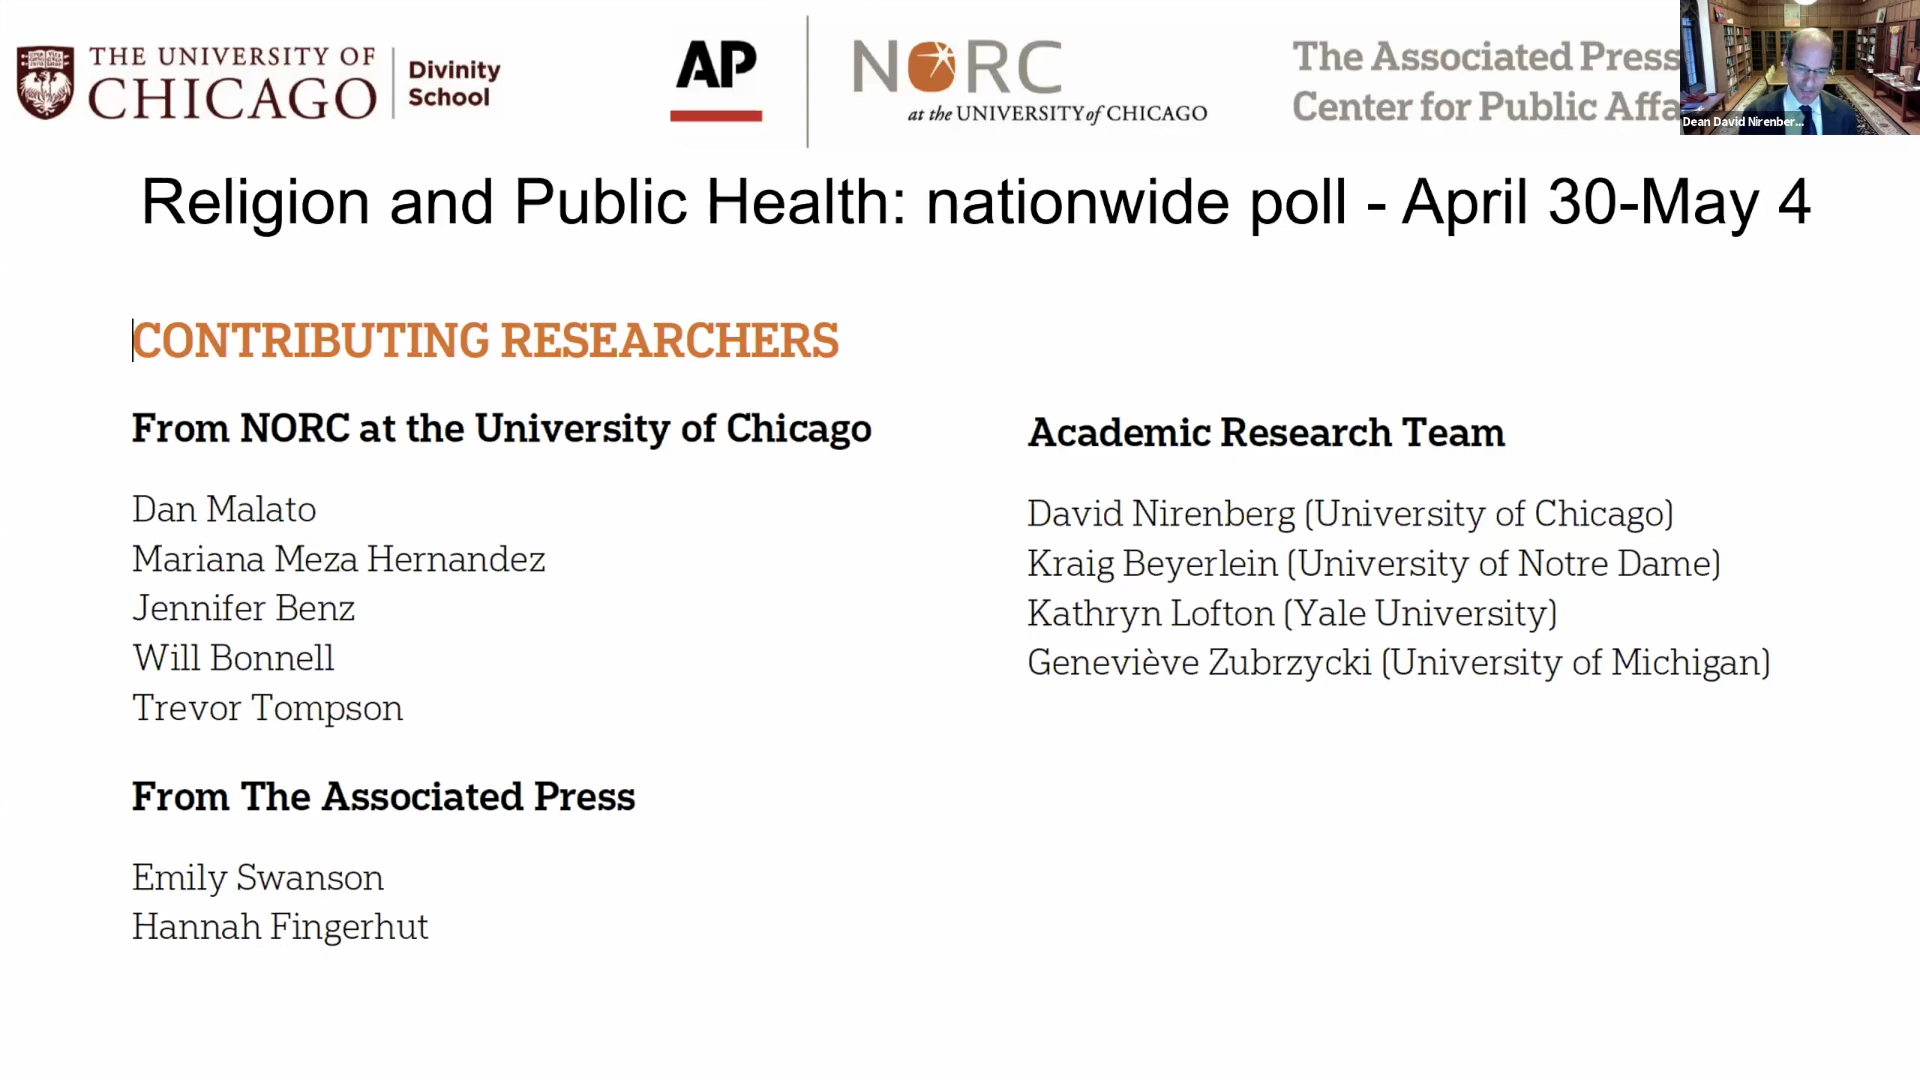 THE UNIVERSITY OF
CHICAGO
Divinity
School
AP
NORC
at the UNIVERSITY of CHICAGO
The Associated Press
Center for Public Affa
Dean David Nirenber...
Religion and Public Health: nationwide poll - April 30-May 4
CONTRIBUTING RESEARCHERS
From NORC at the University of Chicago
Dan Malato
Mariana Meza Hernandez
Jennifer Benz
Will Bonnell
Trevor Tompson
From The Associated Press
Emily Swanson
Hannah Fingerhut
Academic Research Team
David Nirenberg (University of Chicago)
Kraig Beyerlein (University of Notre Dame)
Kathryn Lofton (Yale University)
Geneviève Zubrzycki (University of Michigan)